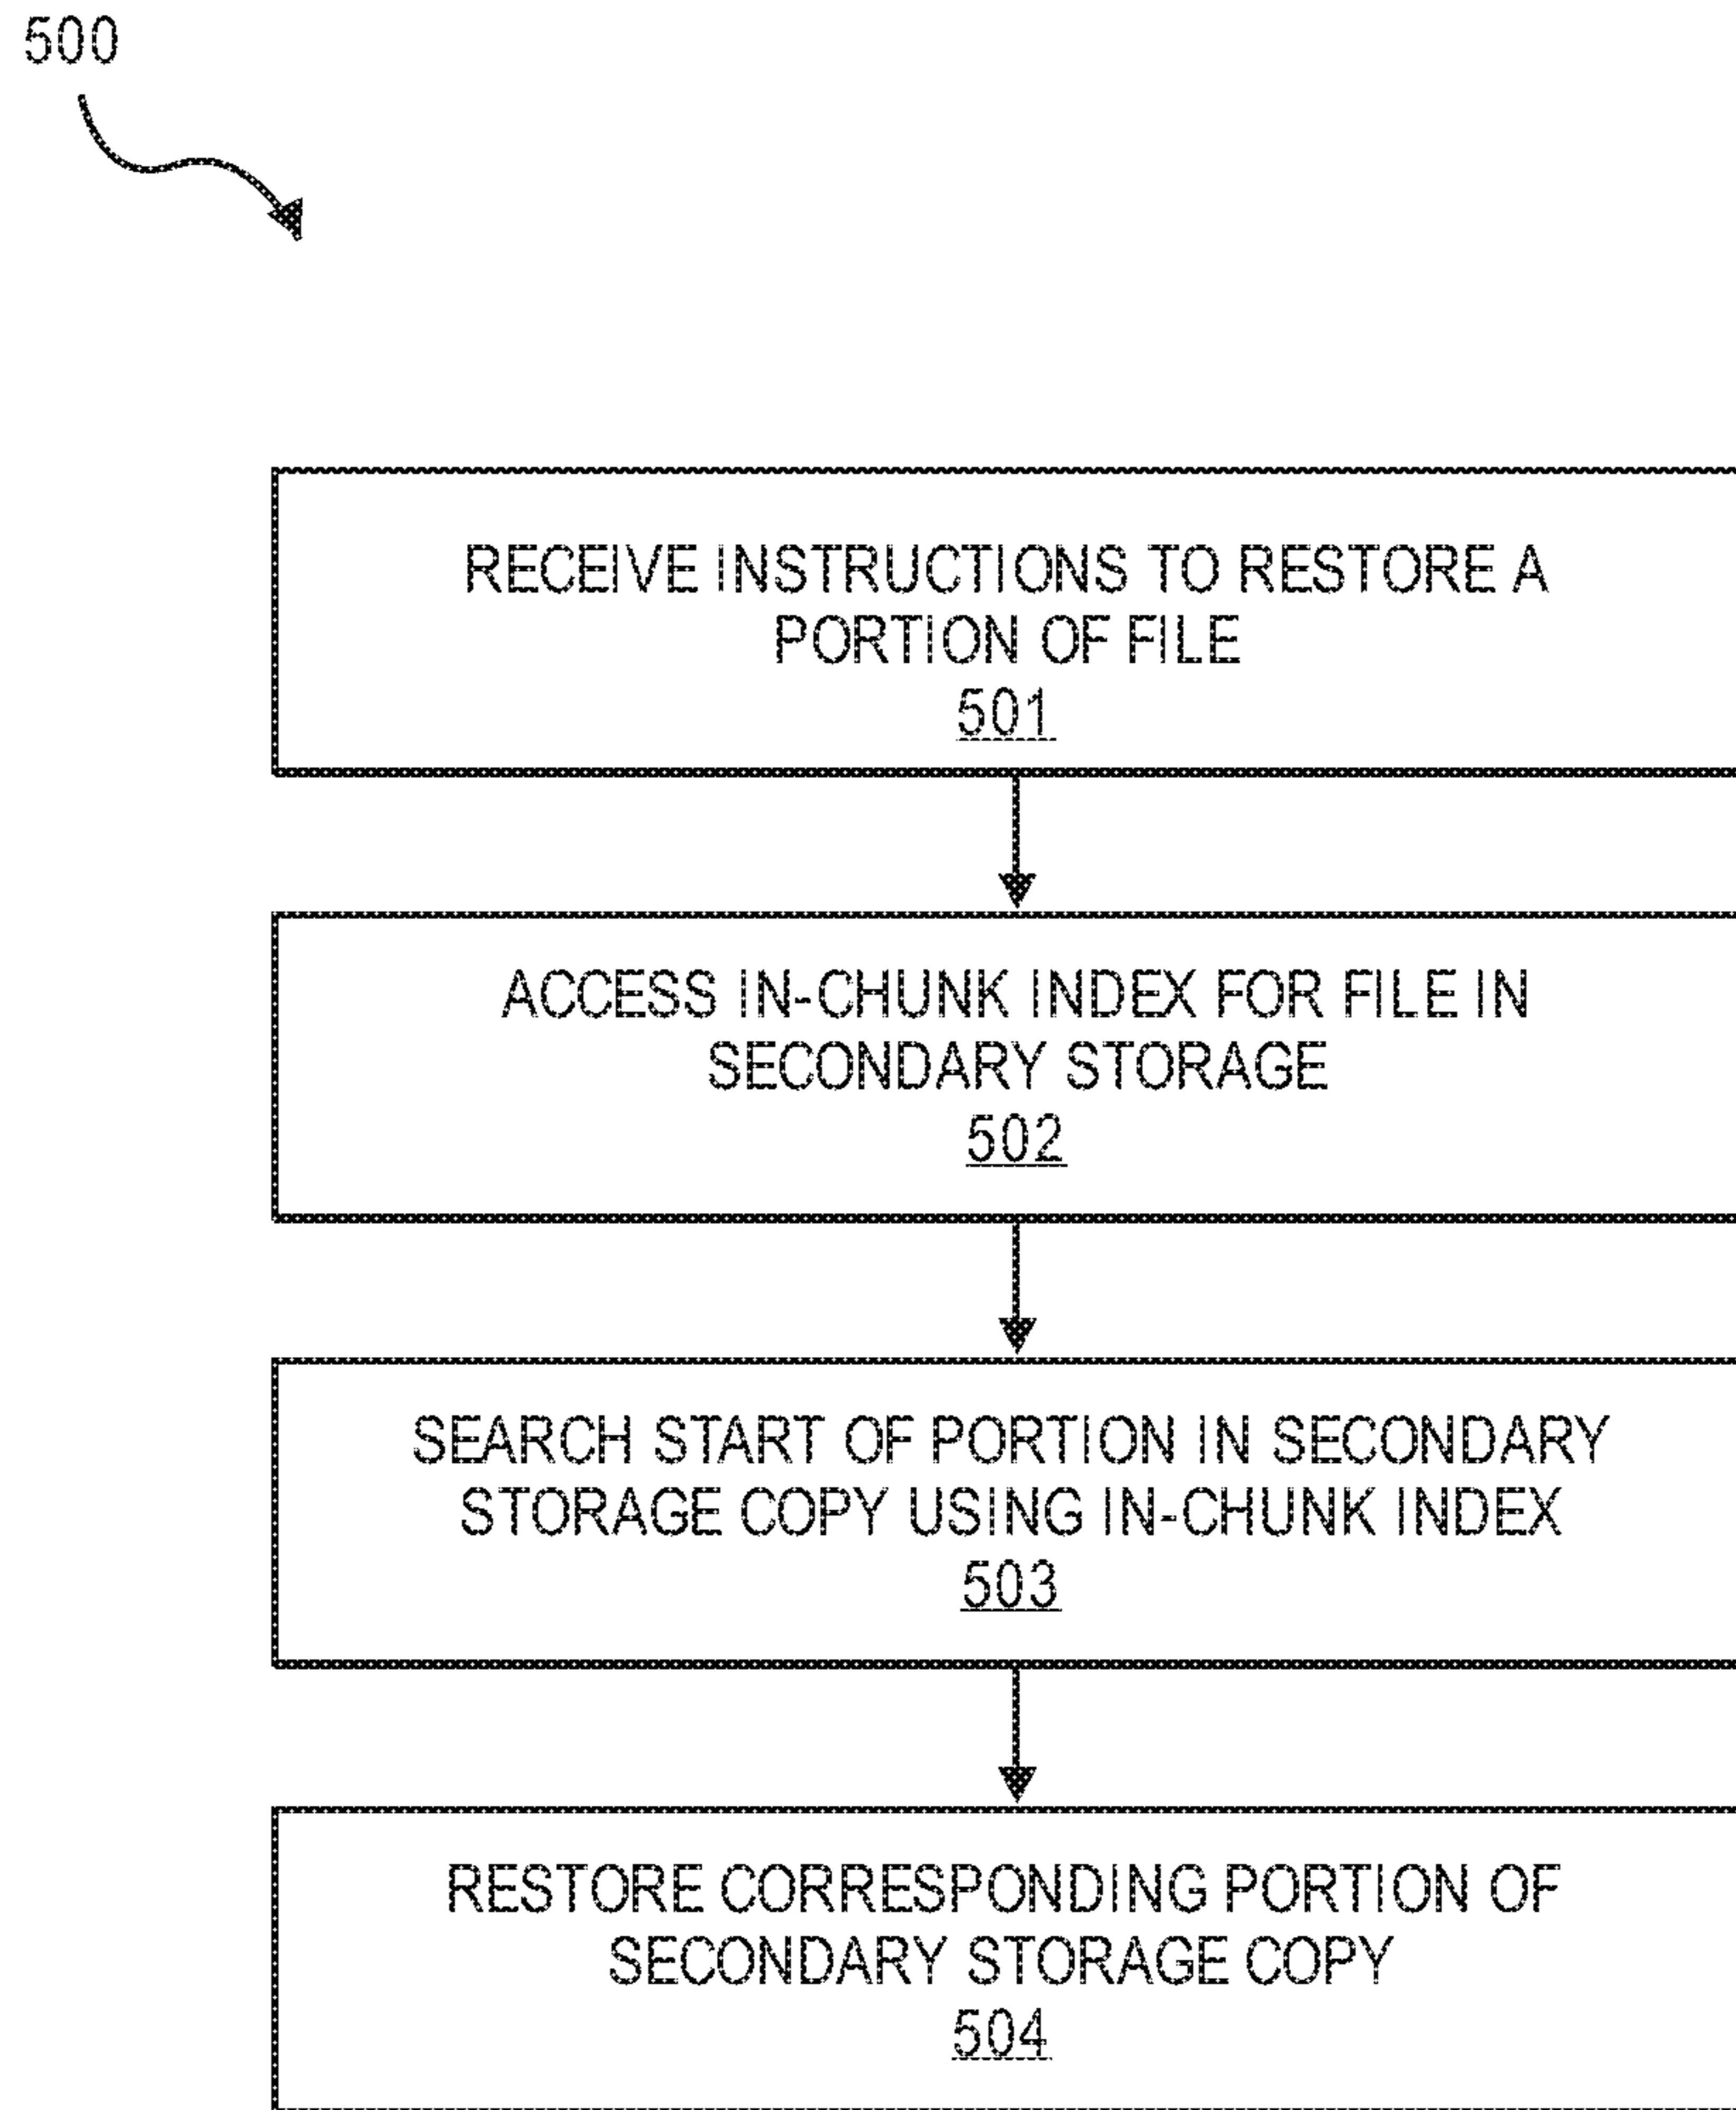 500
RECEIVE INSTRUCTIONS TO RESTORE A
PORTION OF FILE
501
ACCESS IN-CHUNK INDEX FOR FILE IN
SECONDARY STORAGE
502
SEARCH START OF PORTION IN SECONDARY
STORAGE COPY USING IN-CHUNK INDEX
503
RESTORE CORRESPONDING PORTION OF
SECONDARY STORAGE COPY
504